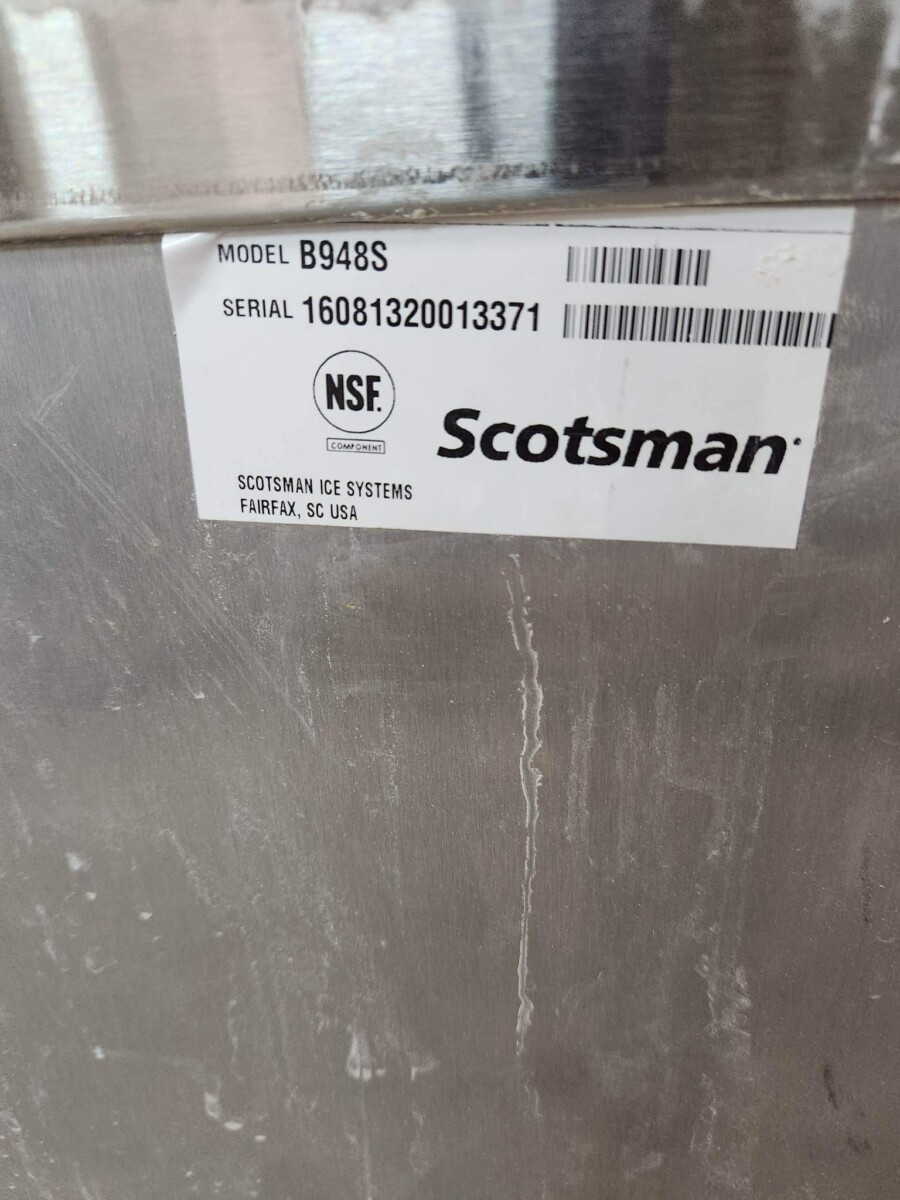 MODEL B948S
SERIAL 16081320013371
NSF.
COMPONENT
Scotsman
SCOTSMAN ICE SYSTEMS
FAIRFAX, SC USA